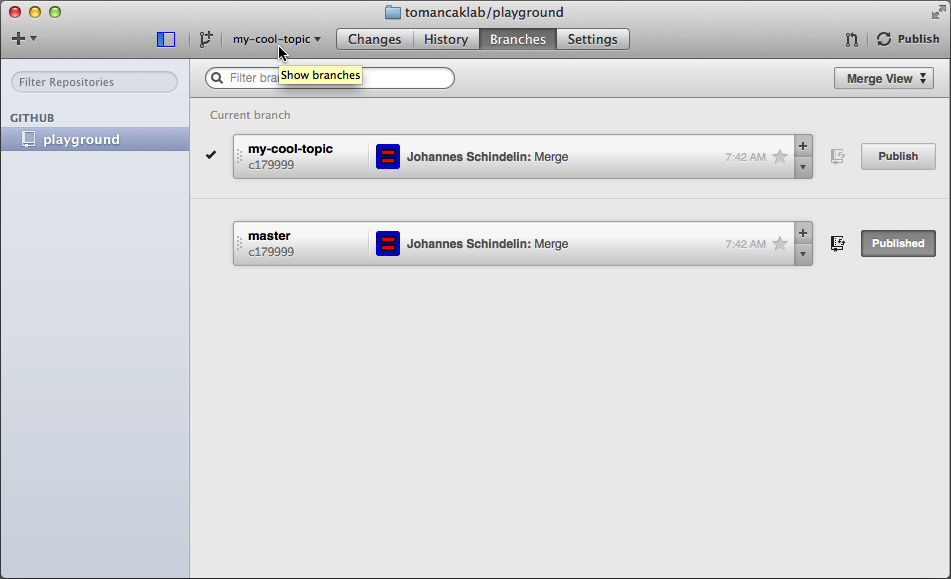 tomancaklab/playground
my-cool-topic
Changes
History
Branches
Settings
Publish
Filter Repositories
Filter bra
Show branches
Merge View
GITHUB
playground
Current branch
my-cool-topic
c179999
Johannes Schindelin: Merge
7:42 AM
Publish
master
c179999
Johannes Schindelin: Merge
7:42 AM
Published